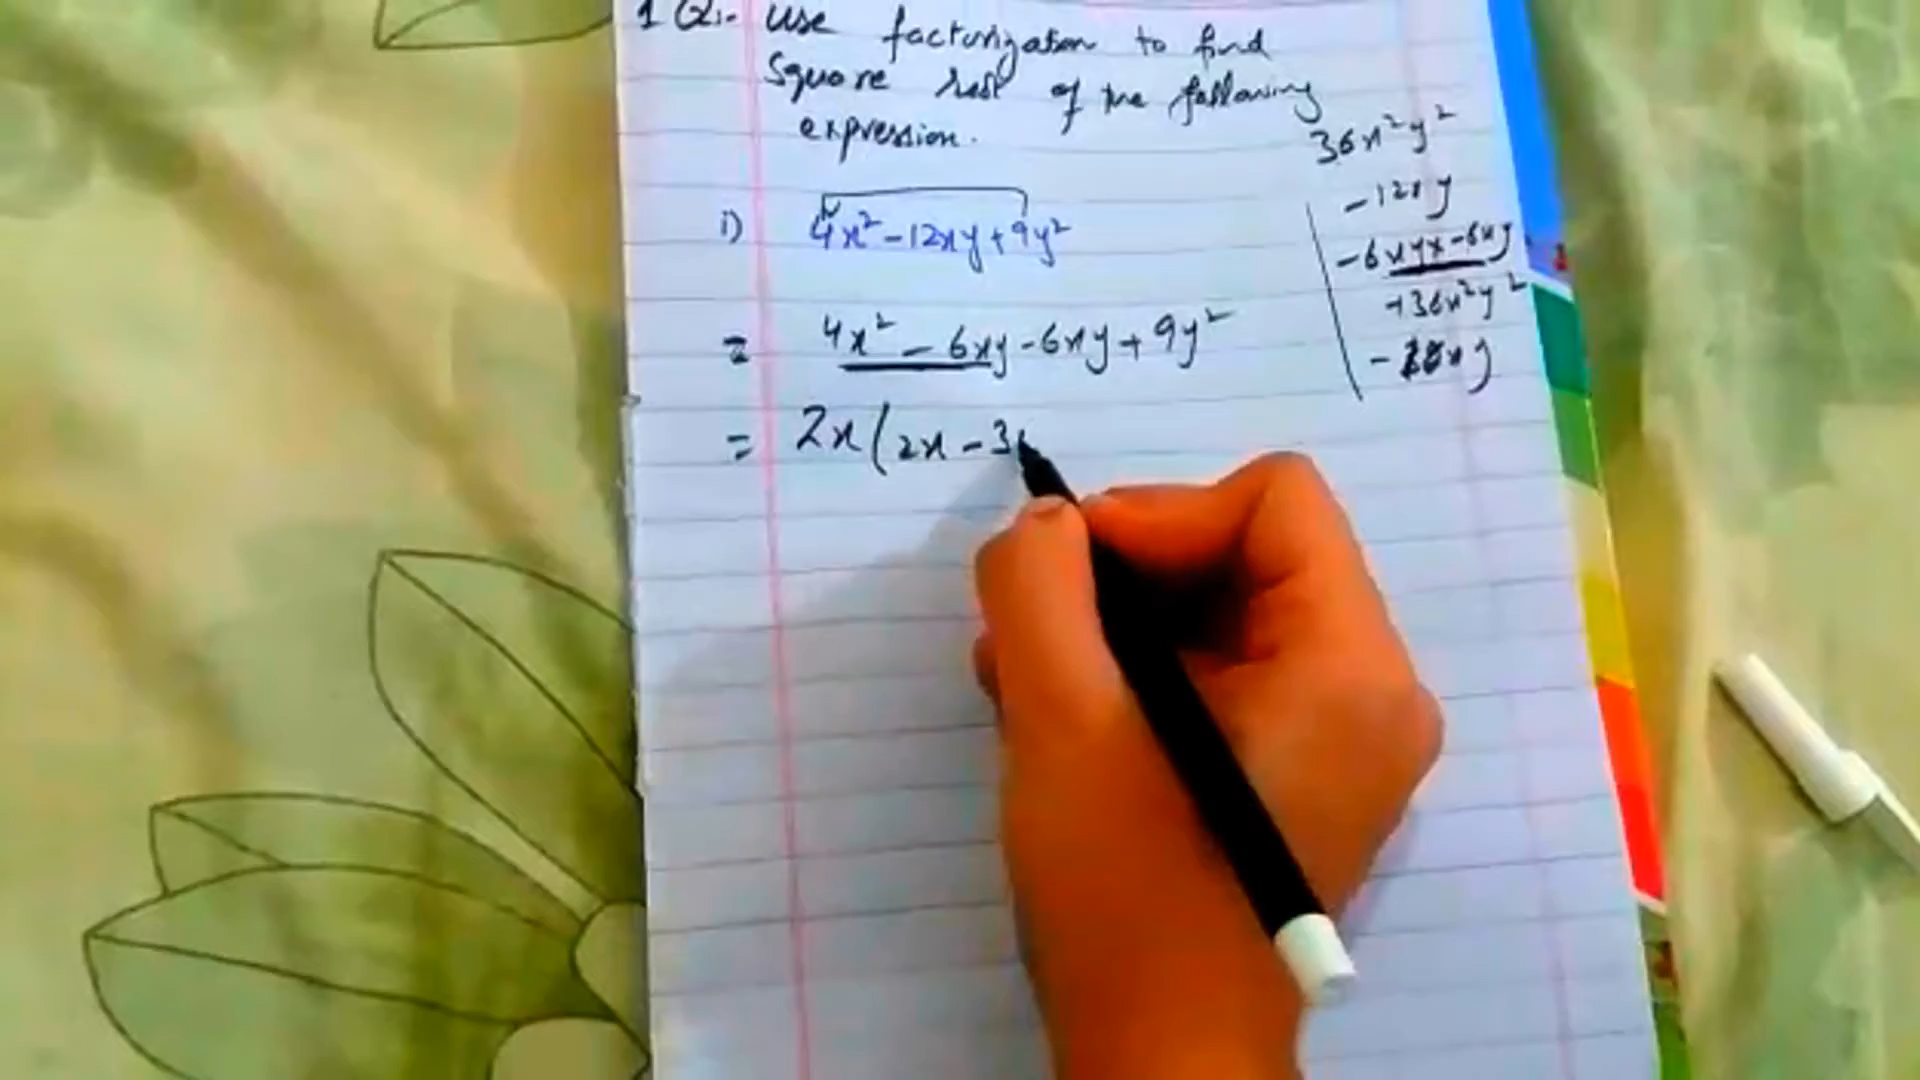 1 Q1- Use factorization to find
square root of the following
expression.
i) 4x² - 12xy + 9y²
= 4x² - 6xy - 6xy + 9y²
= 2x (2x - 3
36x²y²
- 12xy
- 6xy x - 6xy
+36x²y²